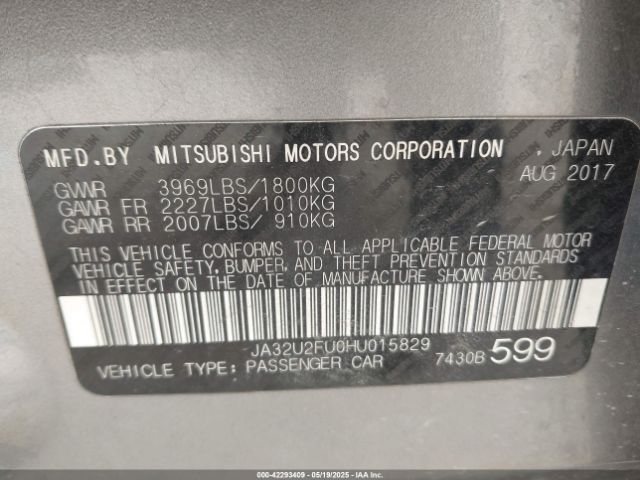 MFD.BY MITSUBISHI MOTORS CORPORATION , JAPAN
AUG 2017
GVWR 3969LBS/1800KG
GAWR FR 2227LBS/1010KG
GAWR RR 2007LBS/ 910KG
THIS VEHICLE CONFORMS TO ALL APPLICABLE FEDERAL MOTOR
VEHICLE SAFETY, BUMPER, AND THEFT PREVENTION STANDARDS
IN EFFECT ON THE DATE OF MANUFACTURE SHOWN ABOVE.
JA32U2FU0HU015829
VEHICLE TYPE: PASSENGER CAR 7430B 599
000-42293409 - 05/19/2025 - IAAI.COM